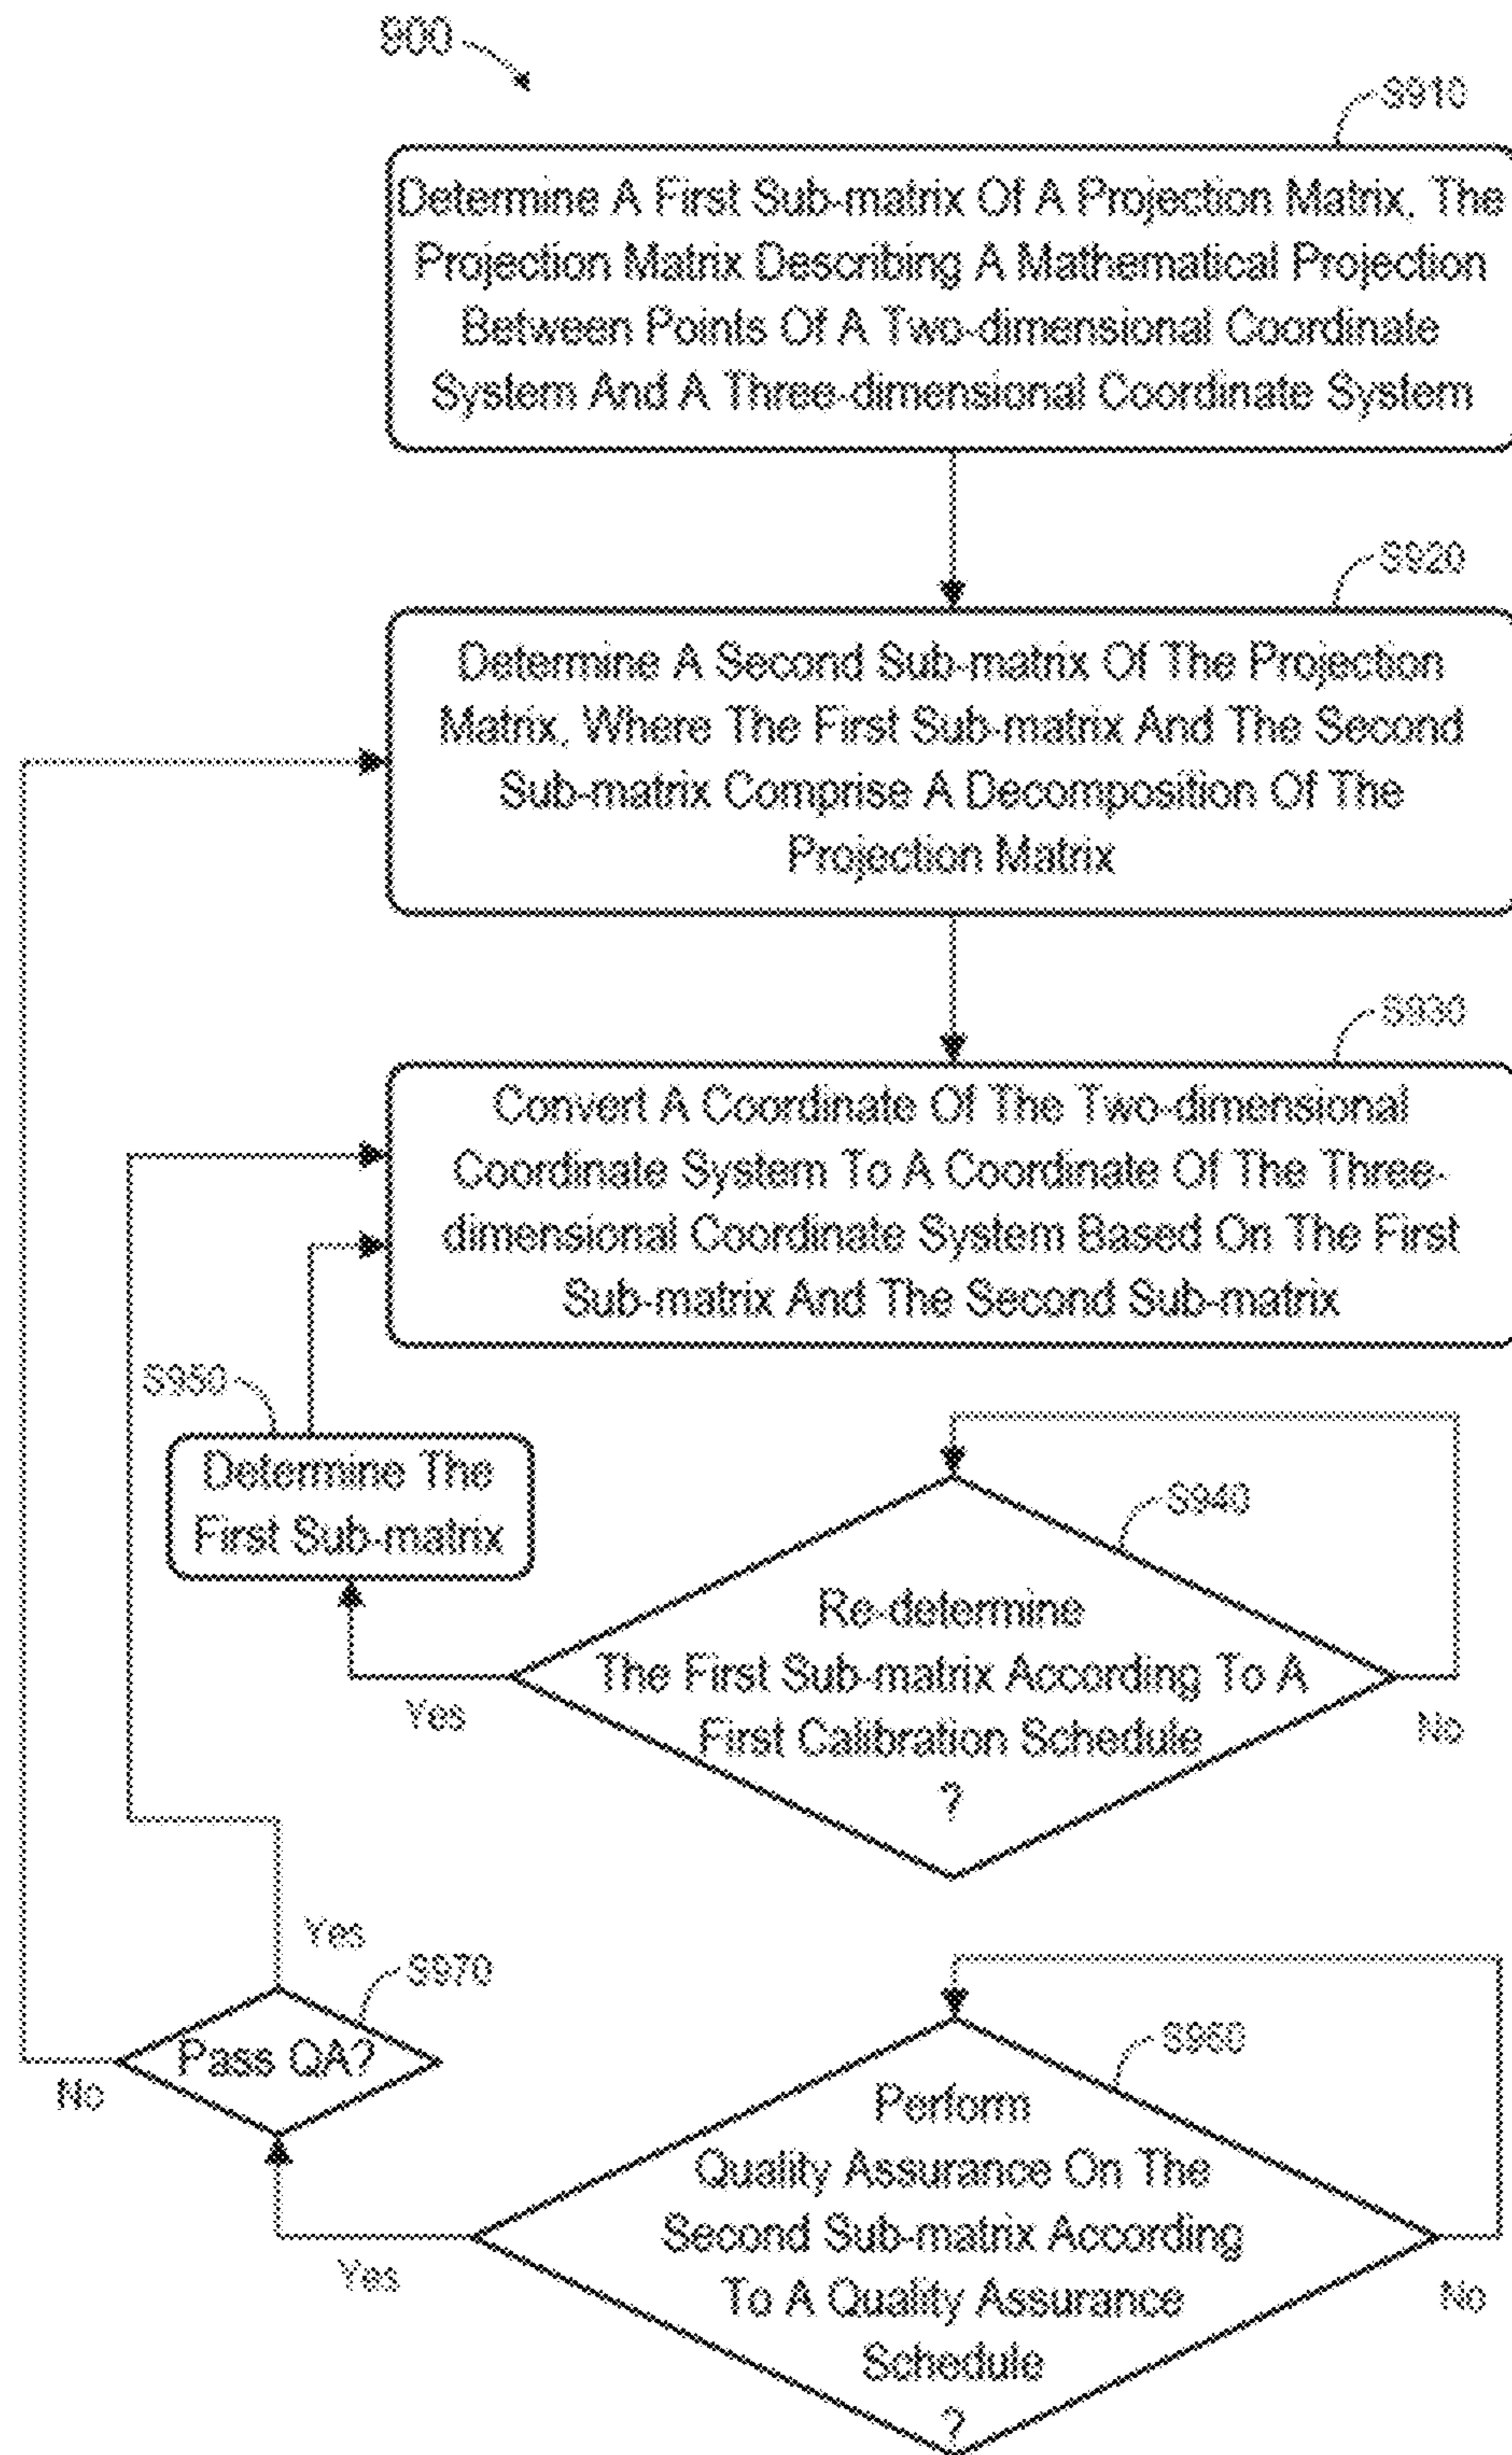 900
S910
Determine A First Sub-matrix Of A Projection Matrix, The
Projection Matrix Describing A Mathematical Projection
Between Points Of A Two-dimensional Coordinate
System And A Three-dimensional Coordinate System
S920
Determine A Second Sub-matrix Of The Projection
Matrix, Where The First Sub-matrix And The Second
Sub-matrix Comprise A Decomposition Of The
Projection Matrix
S930
Convert A Coordinate Of The Two-dimensional
Coordinate System To A Coordinate Of The Three-
dimensional Coordinate System Based On The First
Sub-matrix And The Second Sub-matrix
S950
Determine The
First Sub-matrix
S940
Re-determine
The First Sub-matrix According To A
First Calibration Schedule
?
Yes
No
Yes
S970
Pass QA?
No
S960
Perform
Quality Assurance On The
Second Sub-matrix According
To A Quality Assurance
Schedule
?
Yes
No